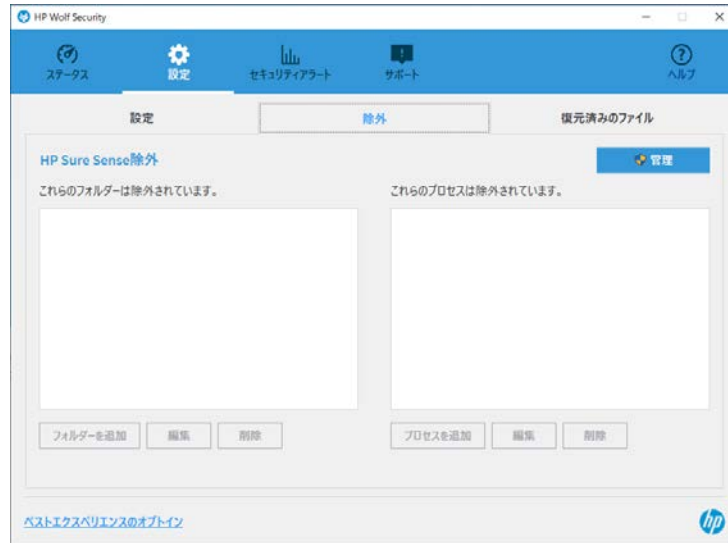 HP Wolf Security
ステータス
設定
セキュリティアラート
サポート
ヘルプ
設定
除外
復元済みのファイル
HP Sure Sense除外
管理
これらのフォルダーは除外されています。
これらのプロセスは除外されています。
フォルダーを追加
編集
削除
プロセスを追加
編集
削除
ベストエクスペリエンスのオプトイン
hp